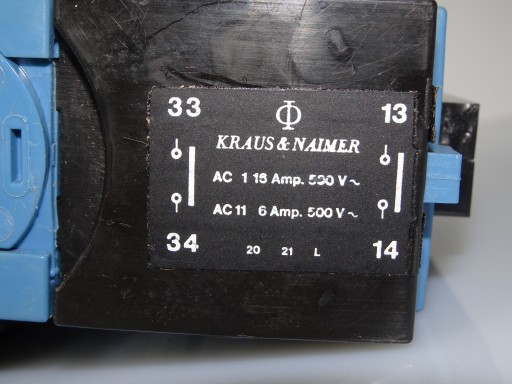 33 13
KRAUS & NAIMER
AC 1 16 Amp. 500 V ~
AC 11 6 Amp. 500 V ~
34 20 21 L 14